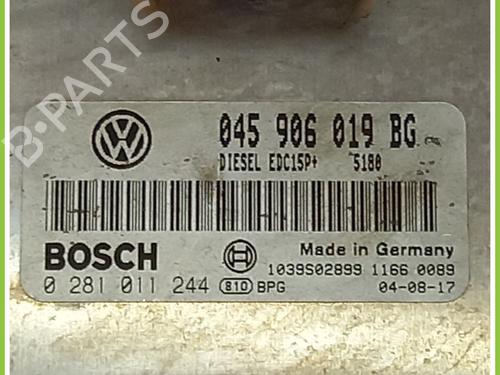 045 906 019 BG
DIESEL EDC15P+ 5180
BOSCH
Made in Germany
1039S02899 1166 0089
0 281 011 244 810 BPG 04-08-17